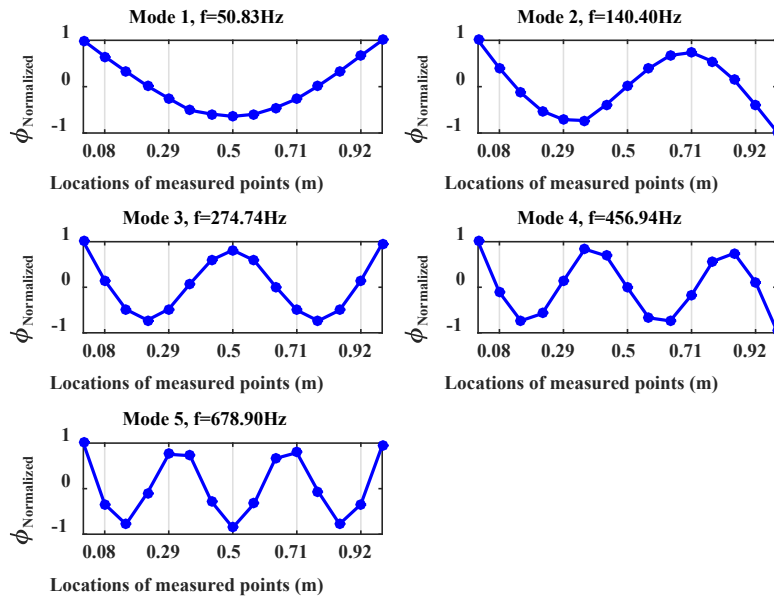 Mode 1, f=50.83Hz
1
0
-1
ϕNormalized
0.08 0.29 0.5 0.71 0.92
Locations of measured points (m)
Mode 2, f=140.40Hz
1
0
-1
ϕNormalized
0.08 0.29 0.5 0.71 0.92
Locations of measured points (m)
Mode 3, f=274.74Hz
1
0
-1
ϕNormalized
0.08 0.29 0.5 0.71 0.92
Locations of measured points (m)
Mode 4, f=456.94Hz
1
0
-1
ϕNormalized
0.08 0.29 0.5 0.71 0.92
Locations of measured points (m)
Mode 5, f=678.90Hz
1
0
-1
ϕNormalized
0.08 0.29 0.5 0.71 0.92
Locations of measured points (m)